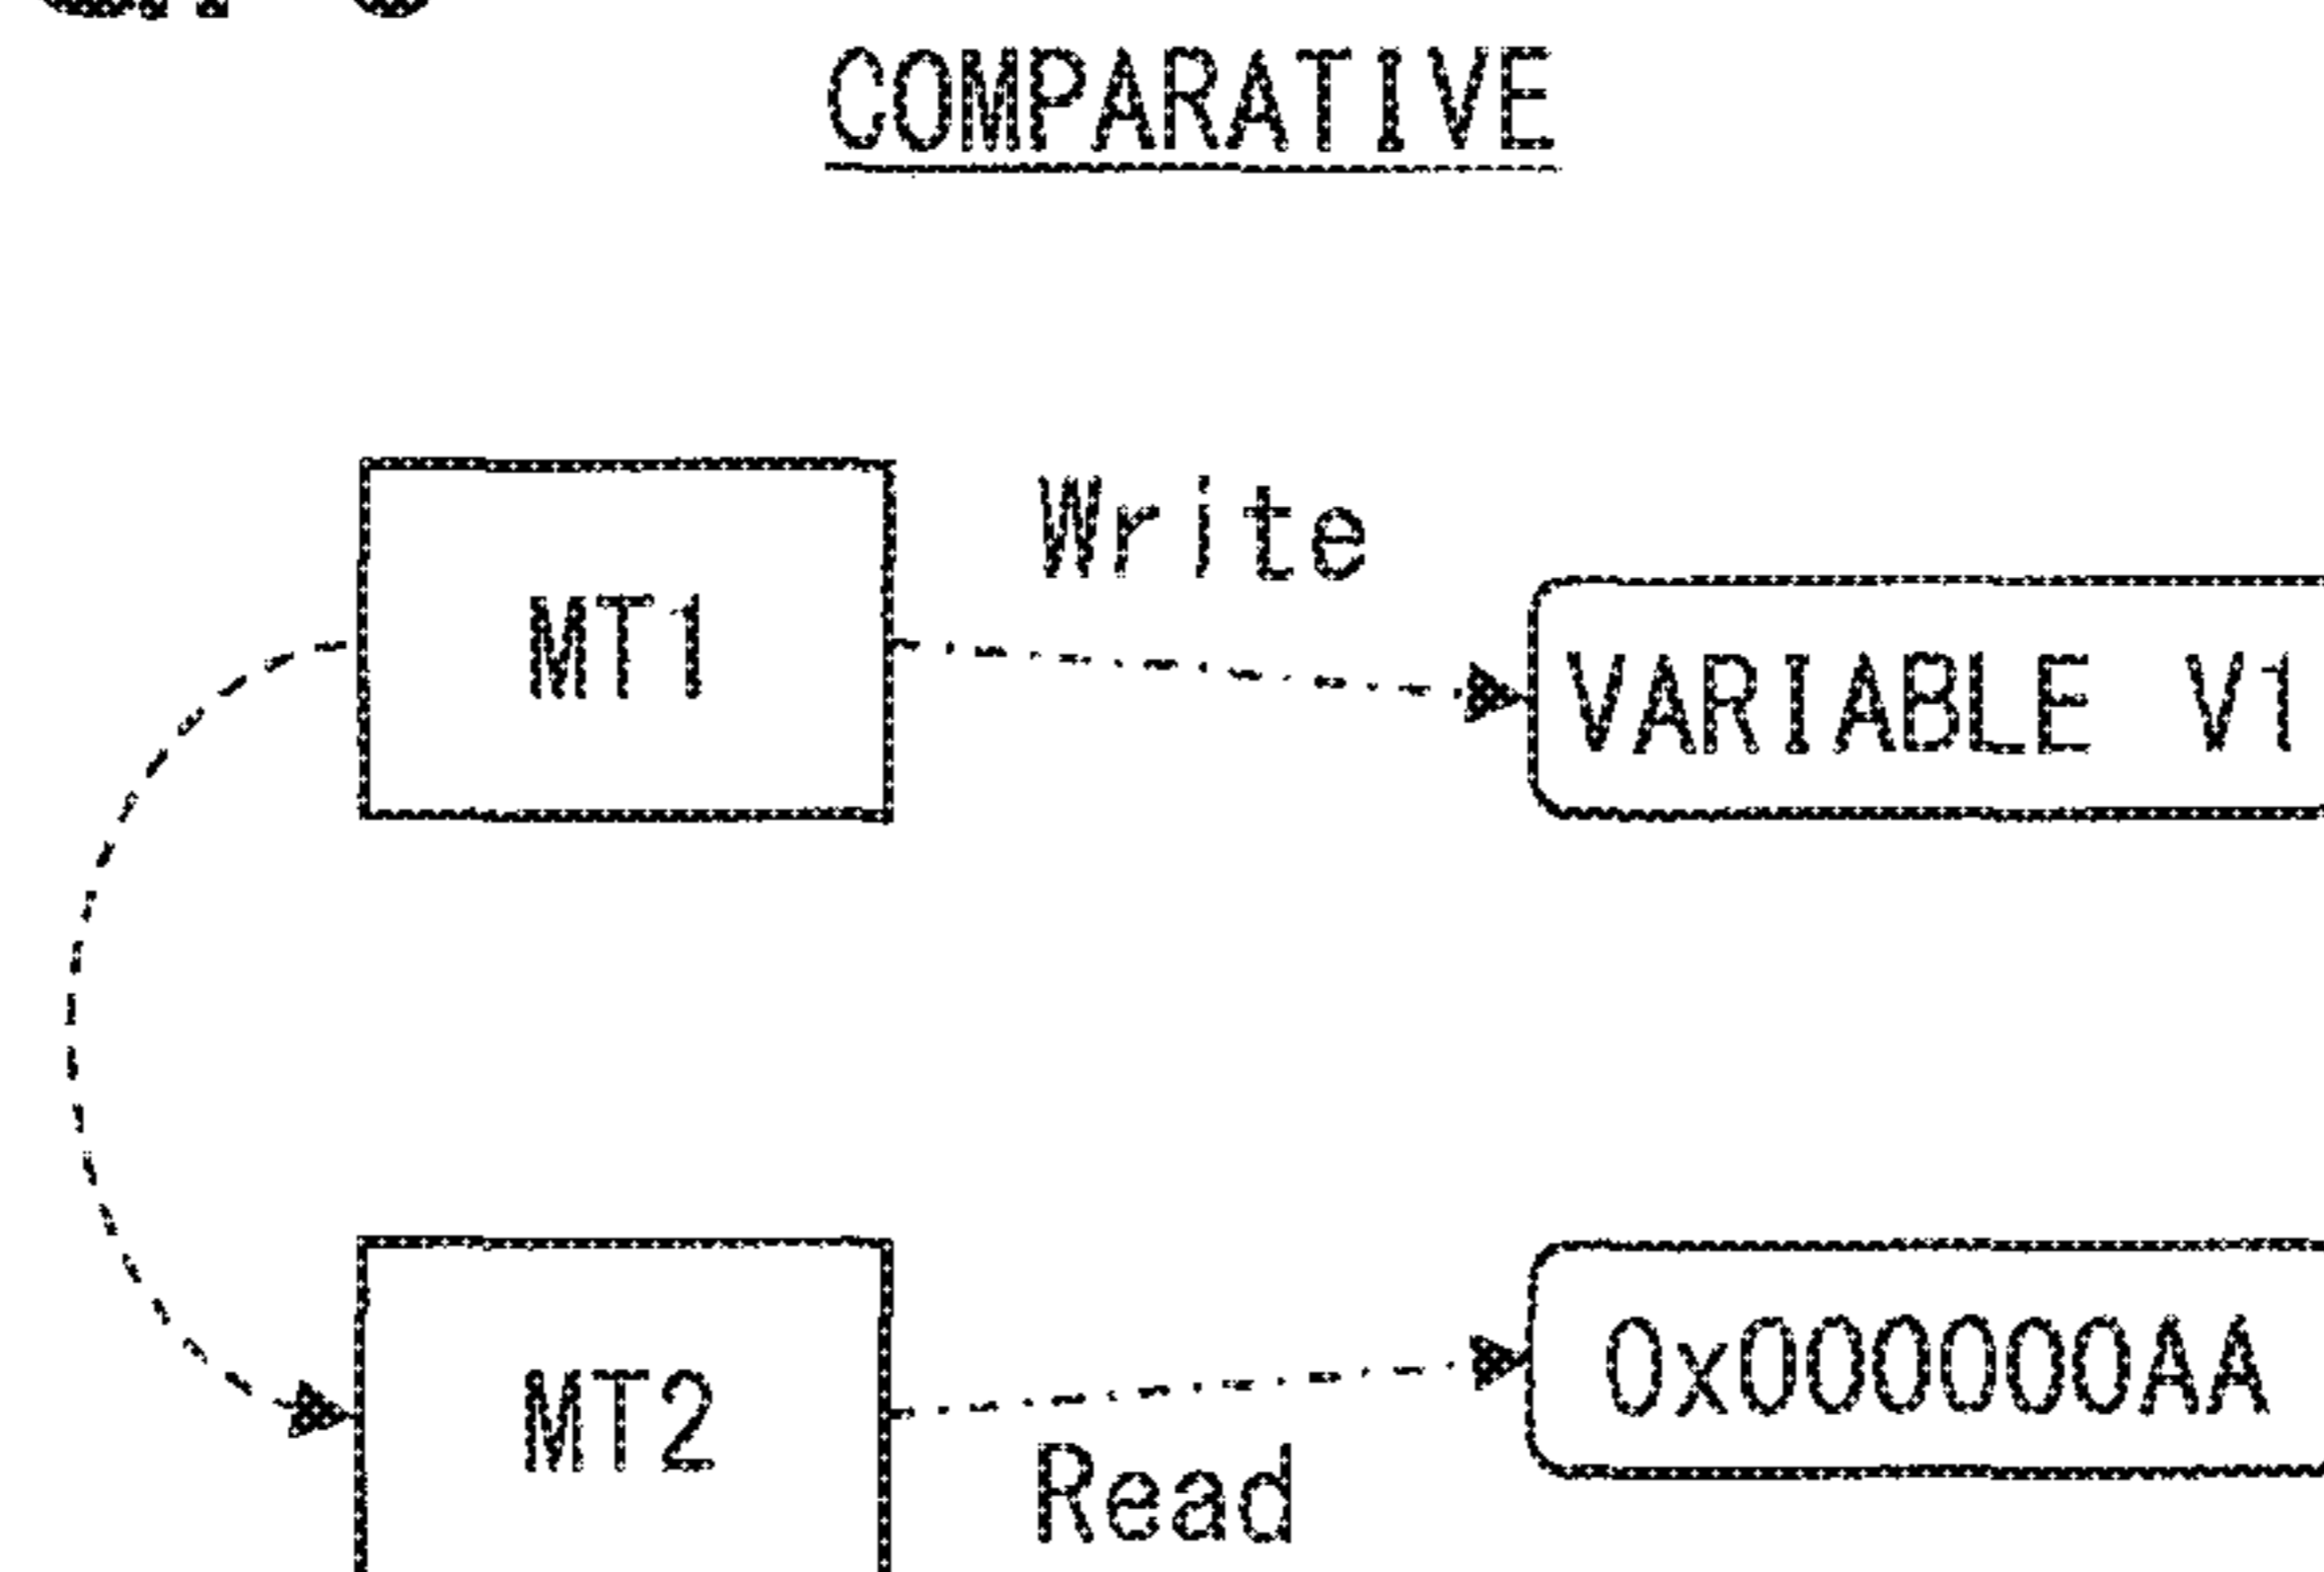 COMPARATIVE
Write
MT1
VARIABLE V1
MT2
0x000000AA
Read